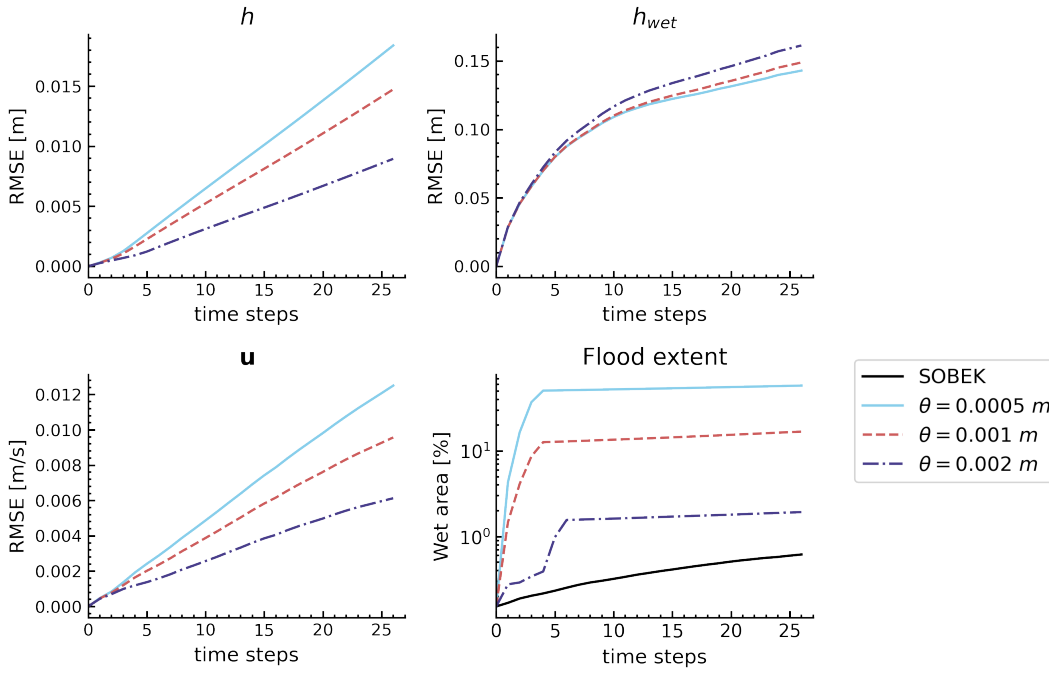 h
RMSE [m]
0.015
0.010
0.005
0.000
0 5 10 15 20 25
time steps
h_wet
RMSE [m]
0.15
0.10
0.05
0.00
0 5 10 15 20 25
time steps
u
RMSE [m/s]
0.012
0.010
0.008
0.006
0.004
0.002
0.000
0 5 10 15 20 25
time steps
Flood extent
Wet area [%]
10¹
10⁰
0 5 10 15 20 25
time steps
SOBEK
θ = 0.0005 m
θ = 0.001 m
θ = 0.002 m